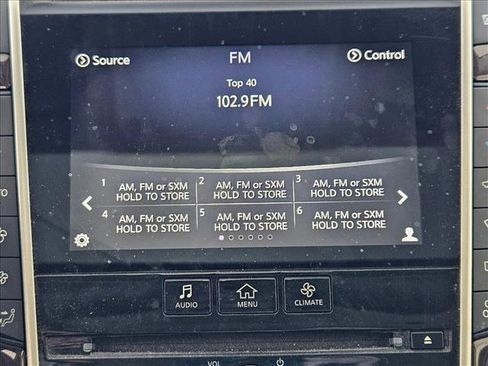 Source
FM
Control
Top 40
102.9 FM
1 AM, FM or SXM
HOLD TO STORE
2 AM, FM or SXM
HOLD TO STORE
3 AM, FM or SXM
HOLD TO STORE
4 AM, FM or SXM
HOLD TO STORE
5 AM, FM or SXM
HOLD TO STORE
6 AM, FM or SXM
HOLD TO STORE
AUDIO
MENU
CLIMATE
VOL